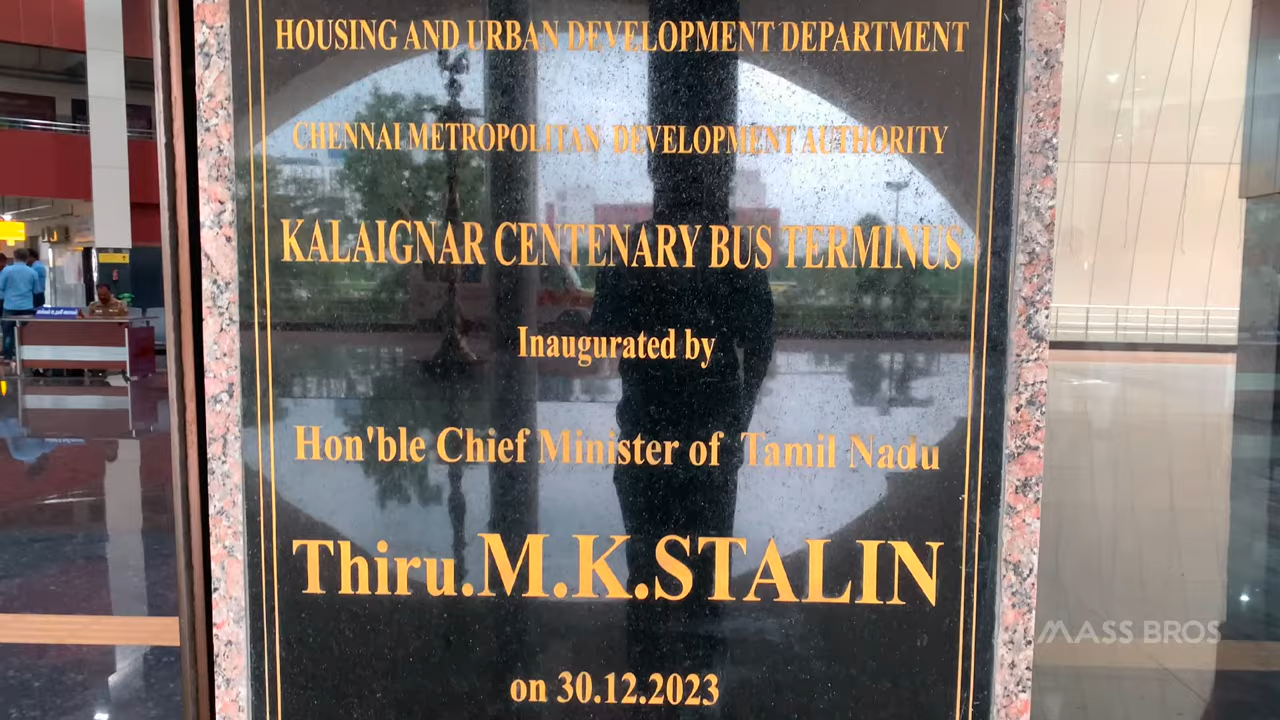 HOUSING AND URBAN DEVELOPMENT DEPARTMENT
CHENNAI METROPOLITAN DEVELOPMENT AUTHORITY
KALAIGNAR CENTENARY BUS TERMINUS
Inaugurated by
Hon'ble Chief Minister of Tamil Nadu
Thiru.M.K.STALIN
on 30.12.2023
MASS BROS